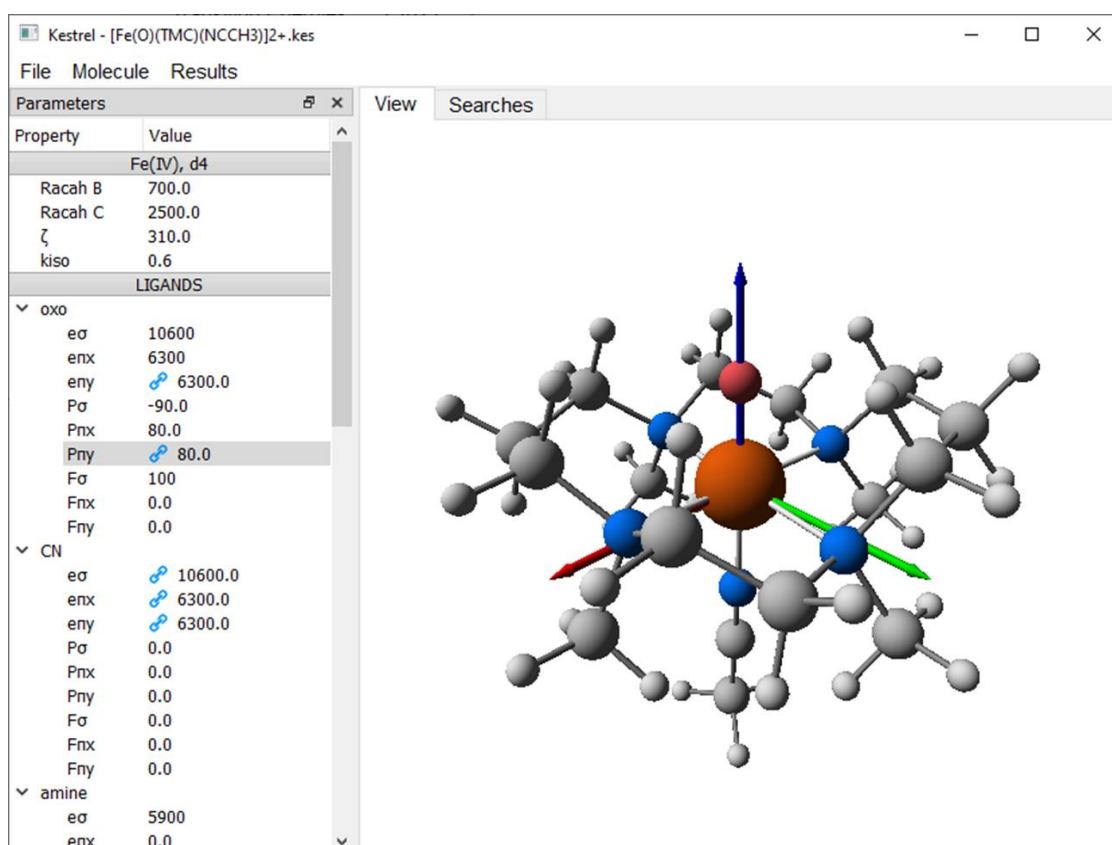 Kestrel - [Fe(O)(TMC)(NCCH3)]2+.kes
File Molecule Results
Parameters
View Searches
Property Value
Fe(IV), d4
Racah B 700.0
Racah C 2500.0
ζ 310.0
kiso 0.6
LIGANDS
oxo
eσ 10600
eπx 6300
eπy 6300.0
Pσ -90.0
Pπx 80.0
Pπy 80.0
Fσ 100
Fπx 0.0
Fπy 0.0
CN
eσ 10600.0
eπx 6300.0
eπy 6300.0
Pσ 0.0
Pπx 0.0
Pπy 0.0
Fσ 0.0
Fπx 0.0
Fπy 0.0
amine
eσ 5900
eπx 0.0